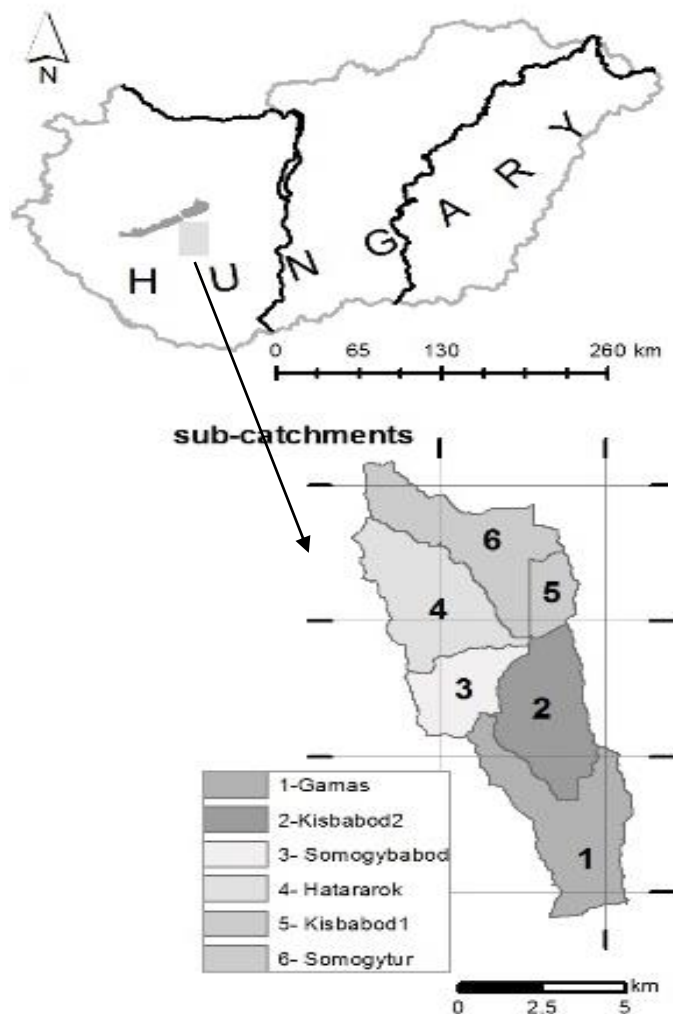 N
H U N G A R Y
0 65 130 260 km
sub-catchments
6
5
4
3
2
1
1-Gamas
2-Kisbabod2
3- Somogybabod
4- Hatararok
5- Kisbabod1
6- Somogytur
km
0 2.5 5